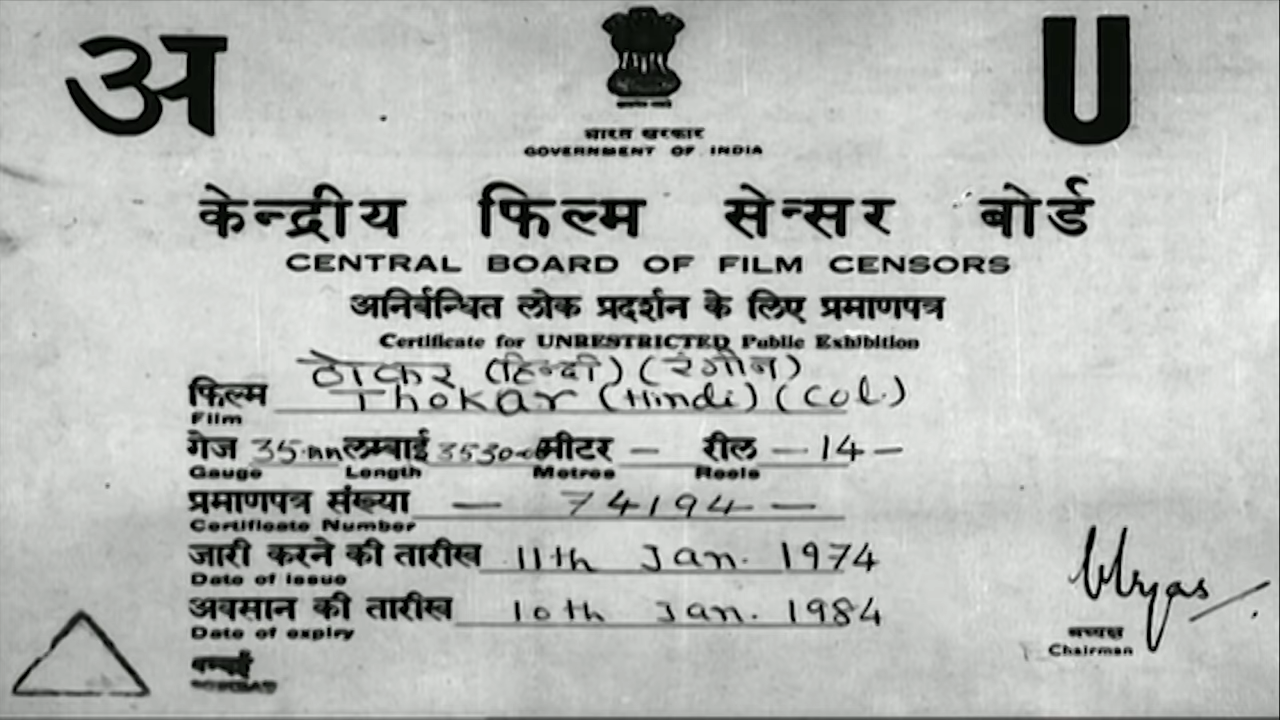 अ
U
भारत सरकार
GOVERNMENT OF INDIA
केन्द्रीय फिल्म सेन्सर बोर्ड
CENTRAL BOARD OF FILM CENSORS
अनिर्बन्धित लोक प्रदर्शन के लिए प्रमाणपत्र
Certificate for UNRESTRICTED Public Exhibition
ठोकर (हिन्दी) (रंगीन)
फिल्म Thokar (Hindi) (Col.)
Film
गेज 35 mm लम्बाई मीटर — रील — 14 —
Gauge Length Metres Reels
प्रमाणपत्र संख्या — 74194 —
Certificate Number
जारी करने की तारीख 11th Jan. 1974
Date of issue
अवसान की तारीख 10th Jan. 1984
Date of expiry
Vyas
अध्यक्ष
Chairman
बम्बई
BOMBAY